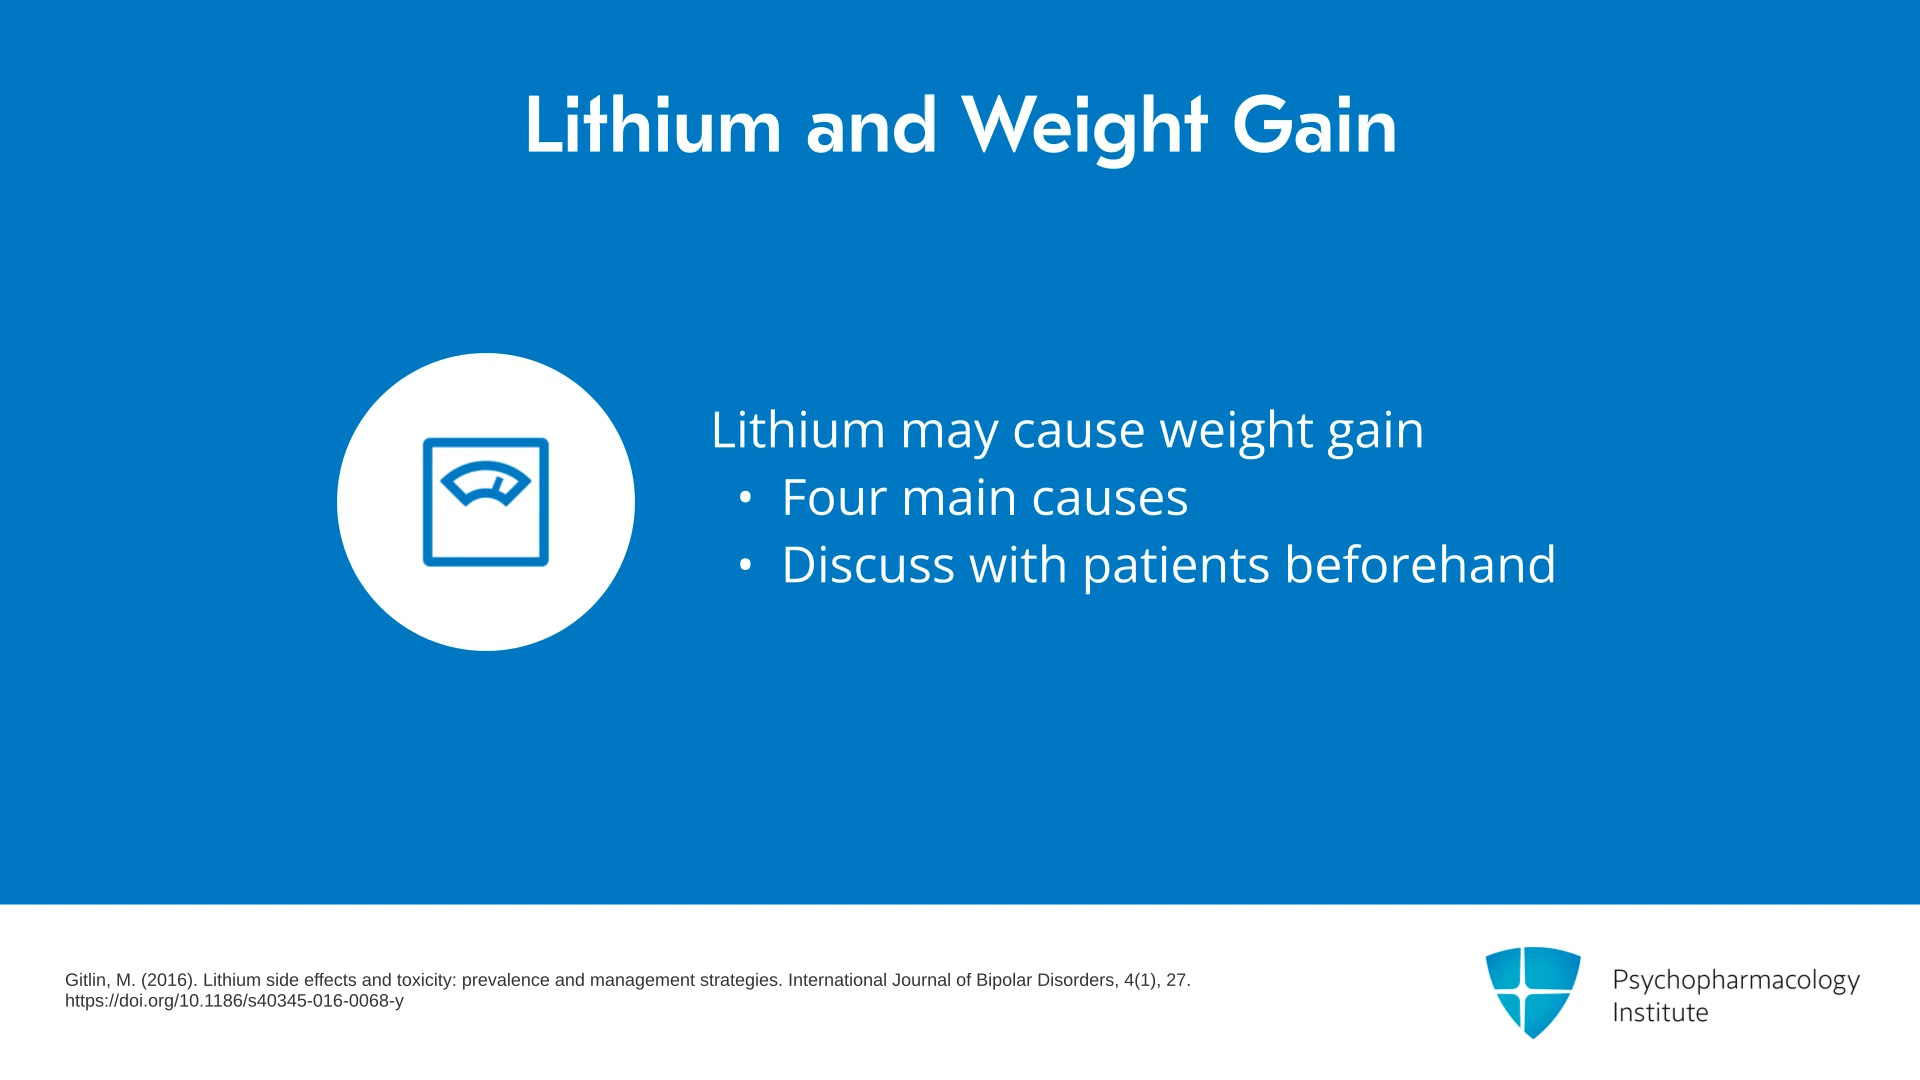 Lithium and Weight Gain
Lithium may cause weight gain
• Four main causes
• Discuss with patients beforehand
Gitlin, M. (2016). Lithium side effects and toxicity: prevalence and management strategies. International Journal of Bipolar Disorders, 4(1), 27.
https://doi.org/10.1186/s40345-016-0068-y
Psychopharmacology
Institute